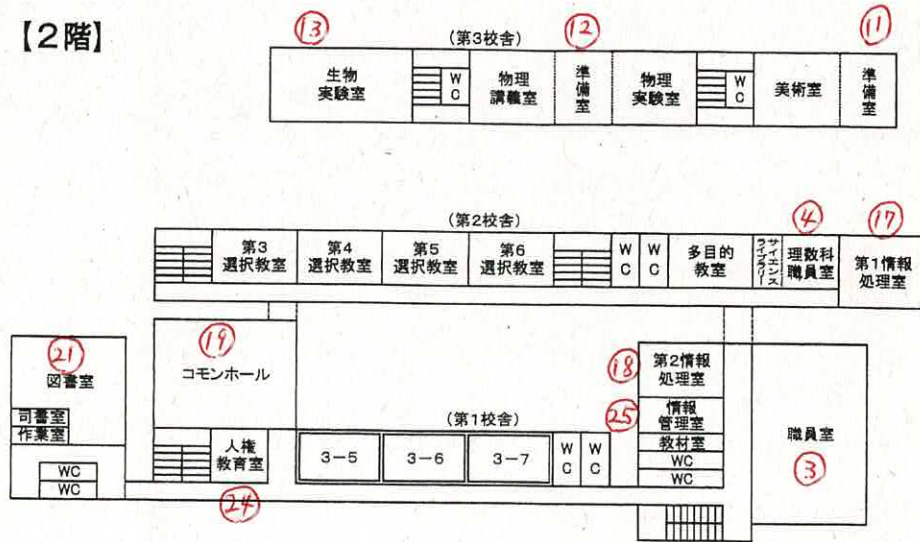 【2階】
⑬
(第3校舎)
⑫
⑪
生物
実験室
WC
物理
講義室
準備室
物理
実験室
WC
美術室
準備室
(第2校舎)
④
⑰
第3
選択教室
第4
選択教室
第5
選択教室
第6
選択教室
WC
WC
多目的
教室
サイエンス
ライブラリー
理数科
職員室
第1情報
処理室
㉑
図書室
司書室
作業室
WC
WC
⑲
コモンホール
人権
教育室
㉔
(第1校舎)
3-5
3-6
3-7
WC
WC
⑱
第2情報
処理室
㉕
情報
管理室
教材室
WC
WC
職員室
③